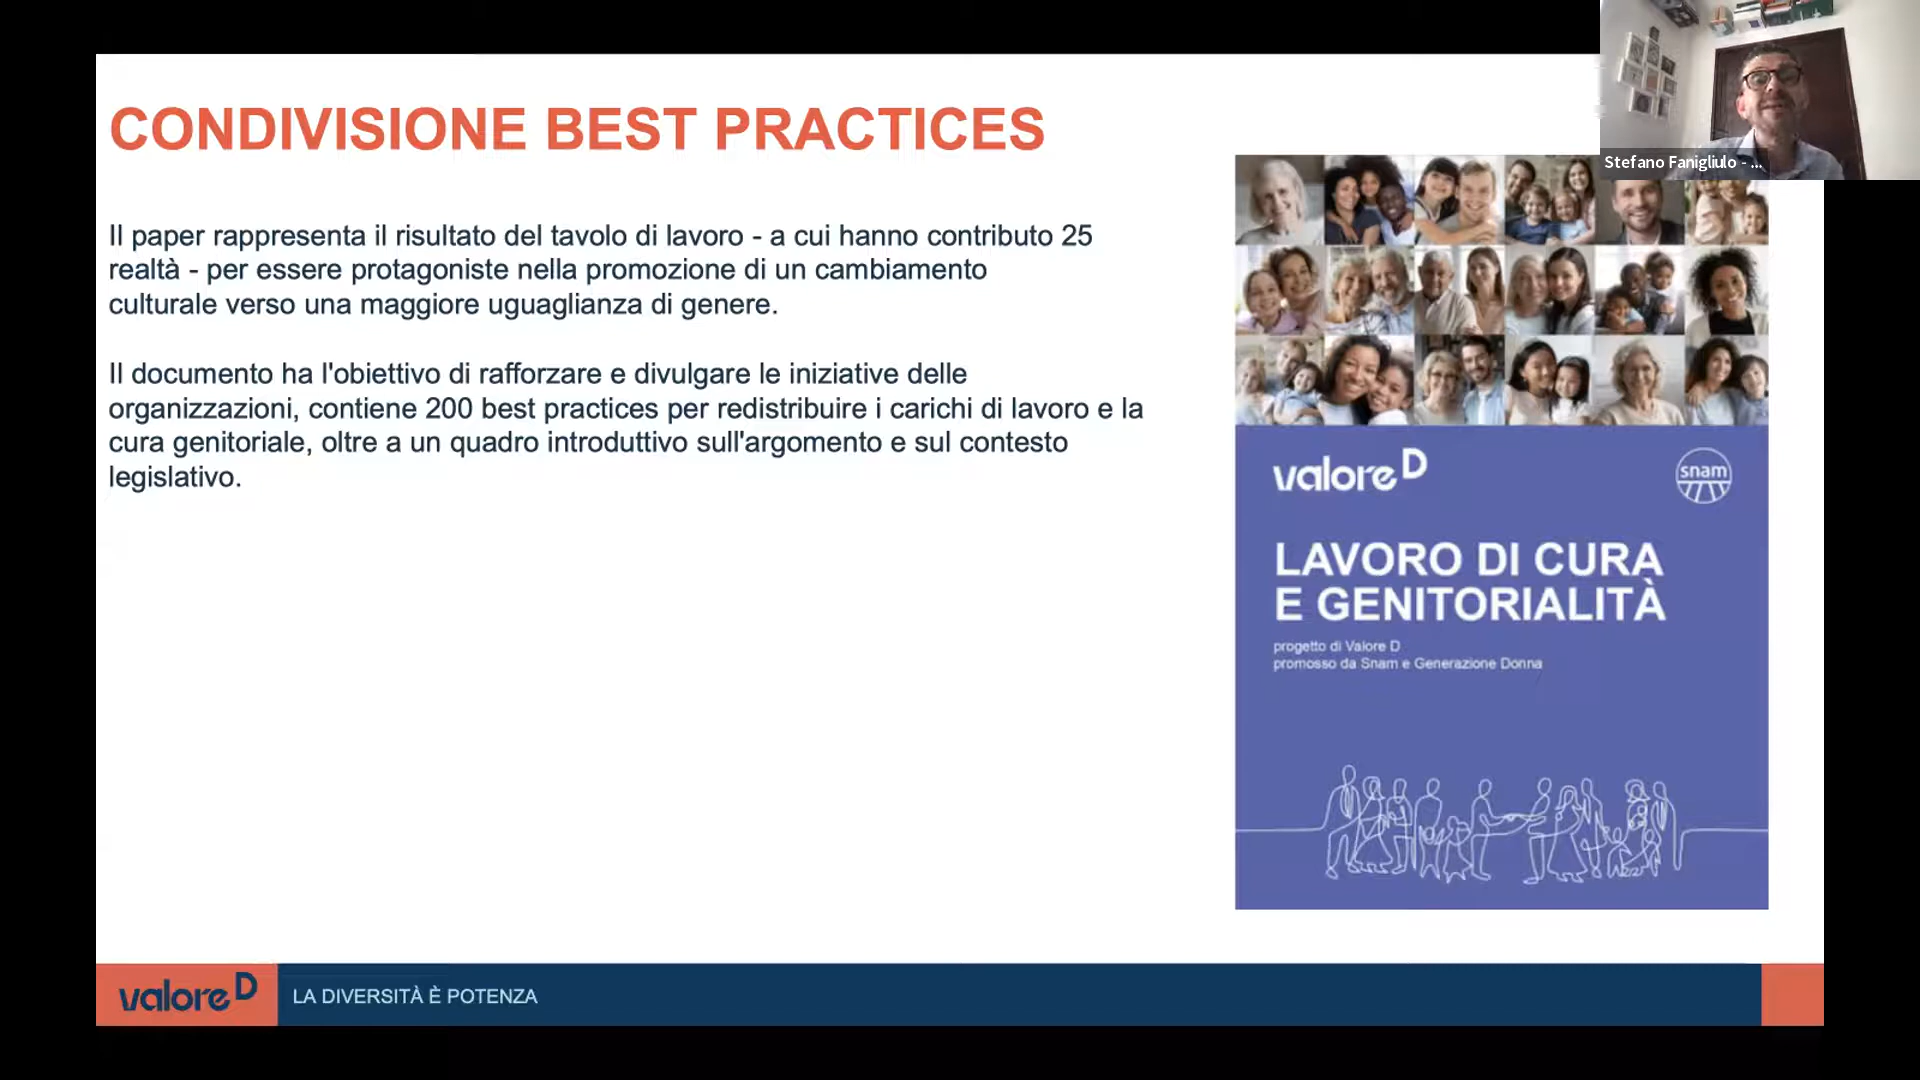 CONDIVISIONE BEST PRACTICES
Stefano Fanigliulo - ...
Il paper rappresenta il risultato del tavolo di lavoro - a cui hanno contributo 25
realtà - per essere protagoniste nella promozione di un cambiamento
culturale verso una maggiore uguaglianza di genere.
Il documento ha l'obiettivo di rafforzare e divulgare le iniziative delle
organizzazioni, contiene 200 best practices per redistribuire i carichi di lavoro e la
cura genitoriale, oltre a un quadro introduttivo sull'argomento e sul contesto
legislativo.
valore D
snam
LAVORO DI CURA
E GENITORIALITÀ
progetto di Valore D
promosso da Snam e Generazione Donna
valore D
LA DIVERSITÀ È POTENZA